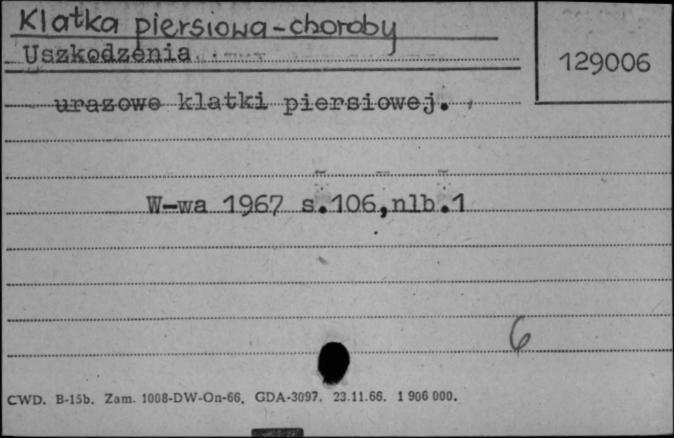 Klatka piersiowa-choroby
Uszkodzenia
129006
urazowe klatki piersiowej.
W-wa 1967 s.106,nlb.1
6
CWD. B-15b. Zam. 1008-DW-On-66. GDA-3097. 23.11.66. 1 906 000.